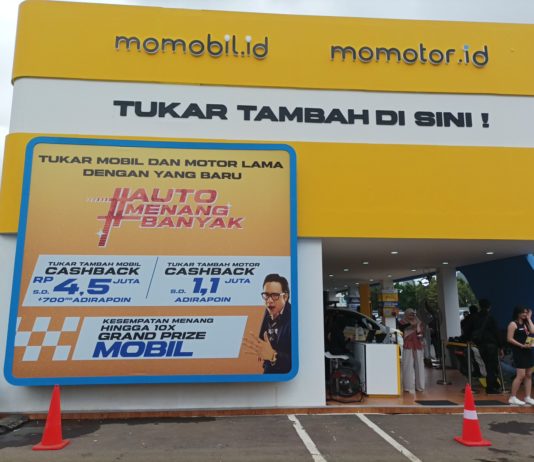 momobil.id
momotor.id
TUKAR TAMBAH DI SINI !
TUKAR MOBIL DAN MOTOR LAMA
DENGAN YANG BARU
#AUTO
MENANG
BANYAK
TUKAR TAMBAH MOBIL
CASHBACK
RP 4,5 JUTA
S.D.
+700RIBU ADIRAPOIN
TUKAR TAMBAH MOTOR
CASHBACK
S.D. 1,1 JUTA
ADIRAPOIN
KESEMPATAN MENANG
HINGGA 10X
GRAND PRIZE
MOBIL